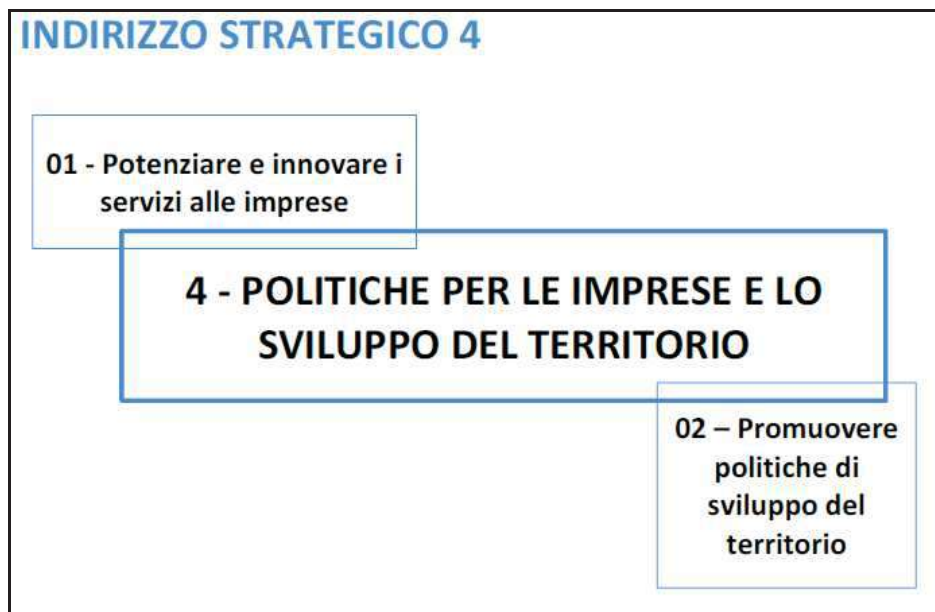 INDIRIZZO STRATEGICO 4
01 - Potenziare e innovare i
servizi alle imprese
4 - POLITICHE PER LE IMPRESE E LO
SVILUPPO DEL TERRITORIO
02 – Promuovere
politiche di
sviluppo del
territorio